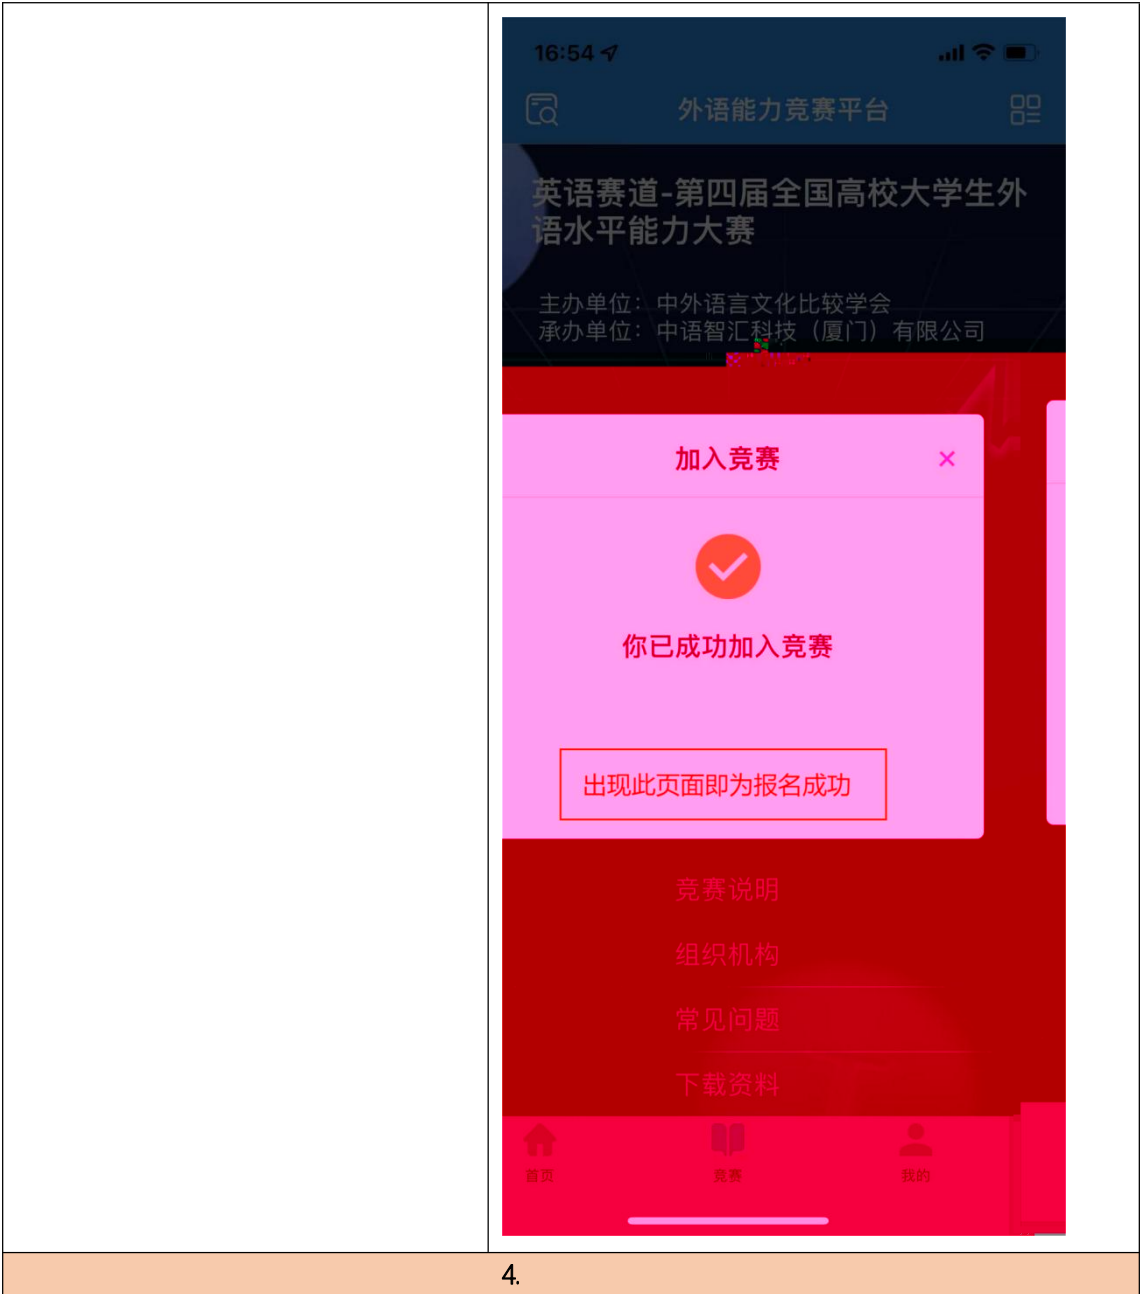 16:54
外语能力竞赛平台
英语赛道-第四届全国高校大学生外
语水平能力大赛
主办单位：中外语言文化比较学会
承办单位：中语智汇科技（厦门）有限公司
加入竞赛
你已成功加入竞赛
出现此页面即为报名成功
竞赛说明
组织机构
常见问题
下载资料
首页
竞赛
我的
4.